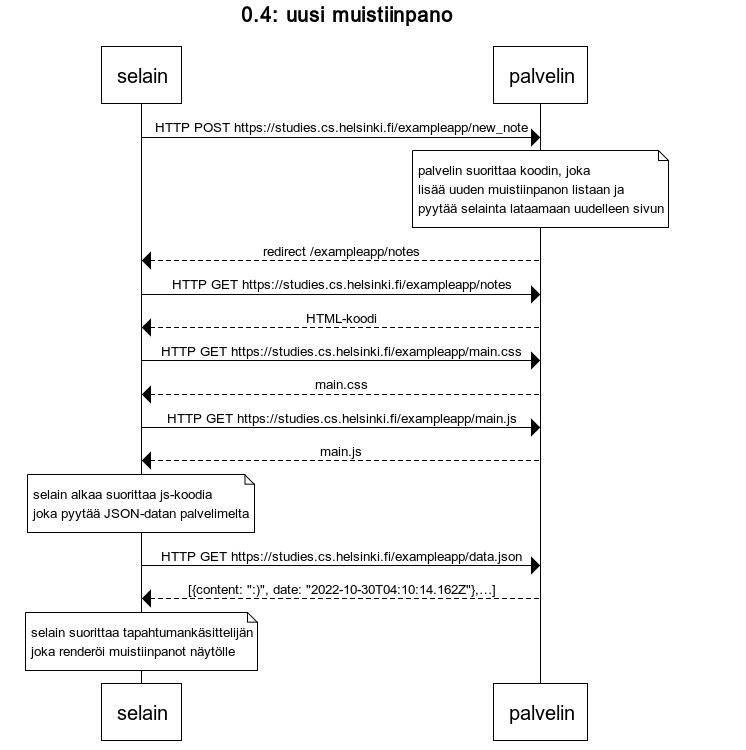 0.4: uusi muistiinpano
selain
palvelin
HTTP POST https://studies.cs.helsinki.fi/exampleapp/new_note
palvelin suorittaa koodin, joka
lisää uuden muistiinpanon listaan ja
pyytää selainta lataamaan uudelleen sivun
redirect /exampleapp/notes
HTTP GET https://studies.cs.helsinki.fi/exampleapp/notes
HTML-koodi
HTTP GET https://studies.cs.helsinki.fi/exampleapp/main.css
main.css
HTTP GET https://studies.cs.helsinki.fi/exampleapp/main.js
main.js
selain alkaa suorittaa js-koodia
joka pyytää JSON-datan palvelimelta
HTTP GET https://studies.cs.helsinki.fi/exampleapp/data.json
[{content: ":)", date: "2022-10-30T04:10:14.162Z"},...]
selain suorittaa tapahtumankäsittelijän
joka renderöi muistiinpanot näytölle
selain
palvelin